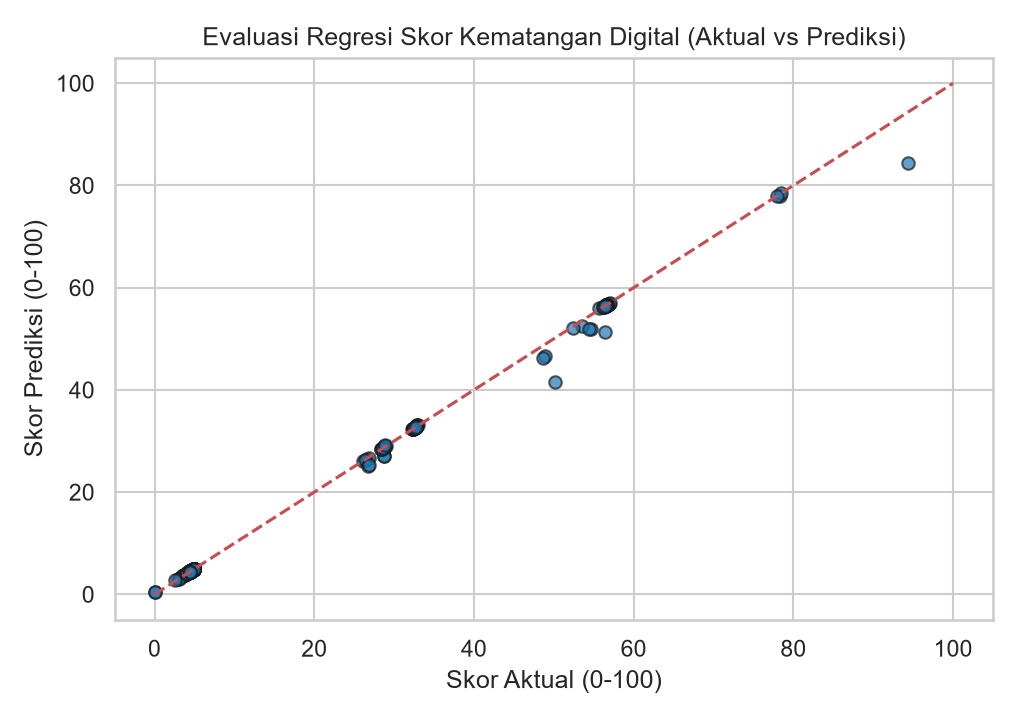 Evaluasi Regresi Skor Kematangan Digital (Aktual vs Prediksi)
100
80
60
40
20
0
Skor Prediksi (0-100)
0 20 40 60 80 100
Skor Aktual (0-100)